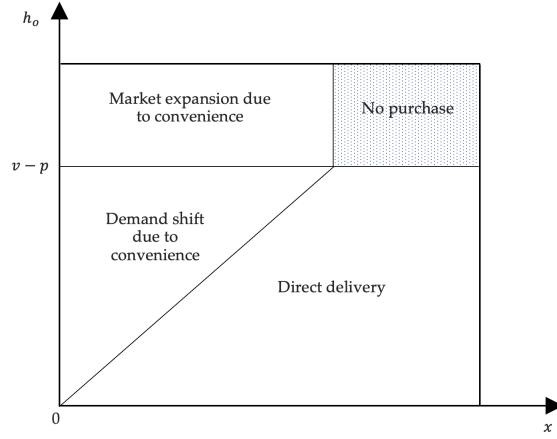 h_o
Market expansion due
to convenience
No purchase
v − p
Demand shift
due to
convenience
Direct delivery
0
x